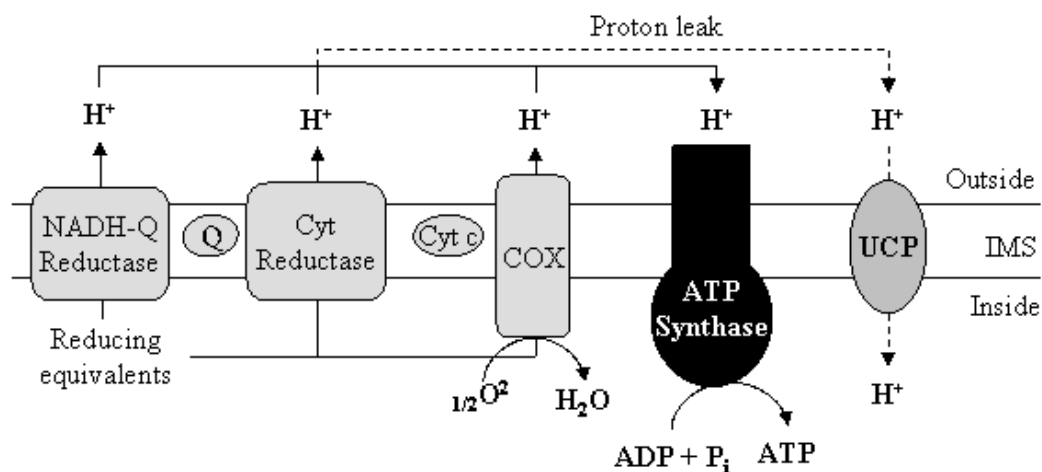 Proton leak
H⁺ H⁺ H⁺ H⁺ H⁺
Outside
NADH-Q
Reductase
Q
Cyt
Reductase
Cyt c
COX
UCP
IMS
ATP
Synthase
Inside
Reducing
equivalents
1/2O²
H₂O
H⁺
ADP + Pᵢ
ATP